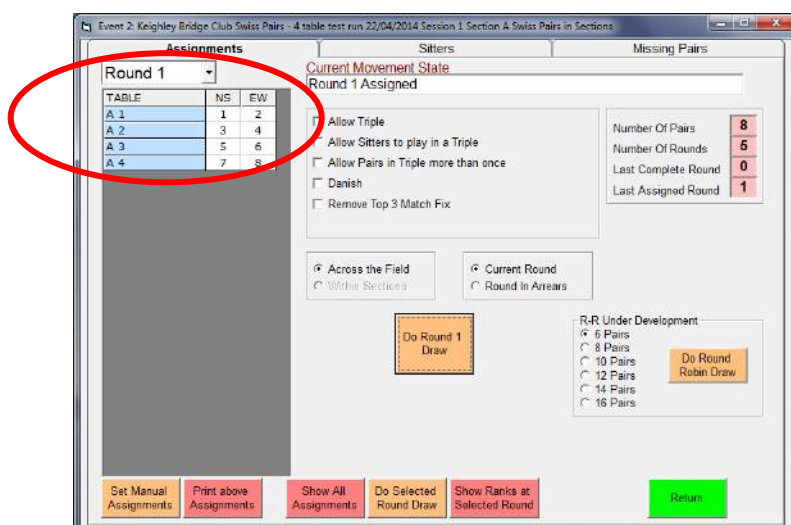 Event 2: Keighley Bridge Club Swiss Pairs - 4 table test run 22/04/2014 Session 1 Section A Swiss Pairs in Sections
Assignments Sitters Missing Pairs
Round 1
TABLE NS EW
A 1 1 2
A 2 3 4
A 3 5 6
A 4 7 8
Current Movement State
Round 1 Assigned
Allow Triple
Allow Sitters to play in a Triple
Allow Pairs in Triple more than once
Danish
Remove Top 3 Match Fix
Number Of Pairs 8
Number Of Rounds 5
Last Complete Round 0
Last Assigned Round 1
Across the Field
Within Sections
Current Round
Round In Arrears
Do Round 1
Draw
R-R Under Development
6 Pairs
8 Pairs
10 Pairs
12 Pairs
14 Pairs
16 Pairs
Do Round
Robin Draw
Set Manual
Assignments
Print above
Assignments
Show All
Assignments
Do Selected
Round Draw
Show Ranks at
Selected Round
Return